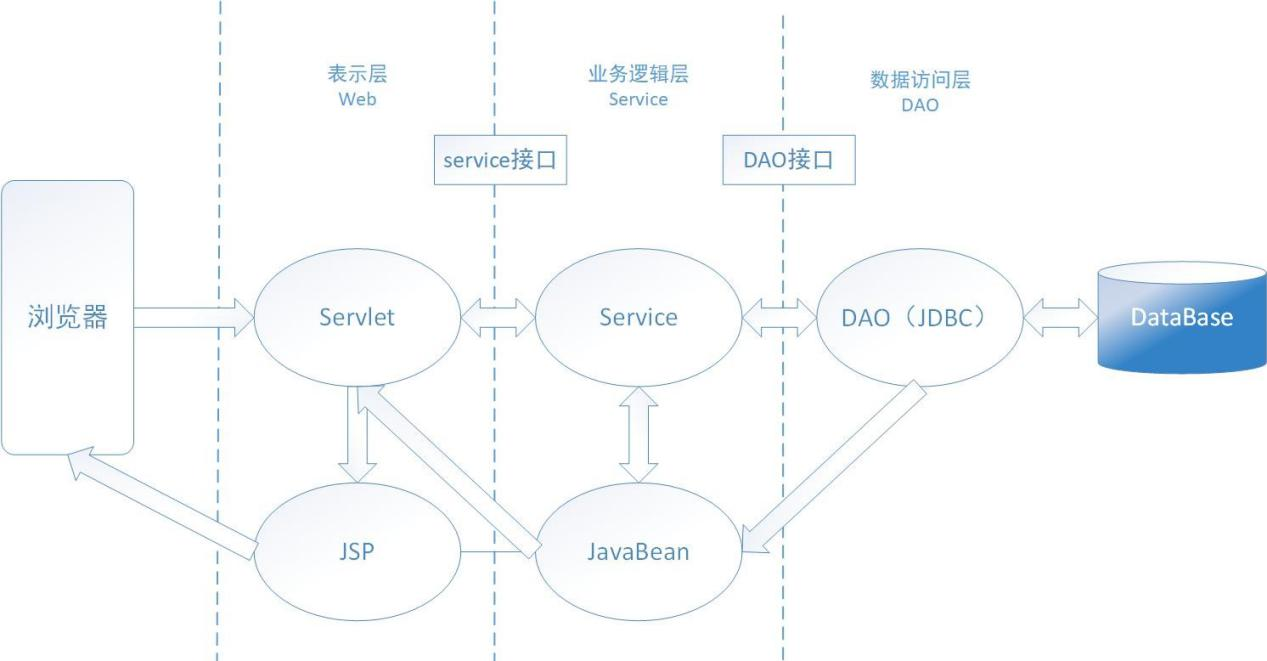 表示层
Web
业务逻辑层
Service
数据访问层
DAO
service接口
DAO接口
浏览器
Servlet
Service
DAO（JDBC）
DataBase
JSP
JavaBean